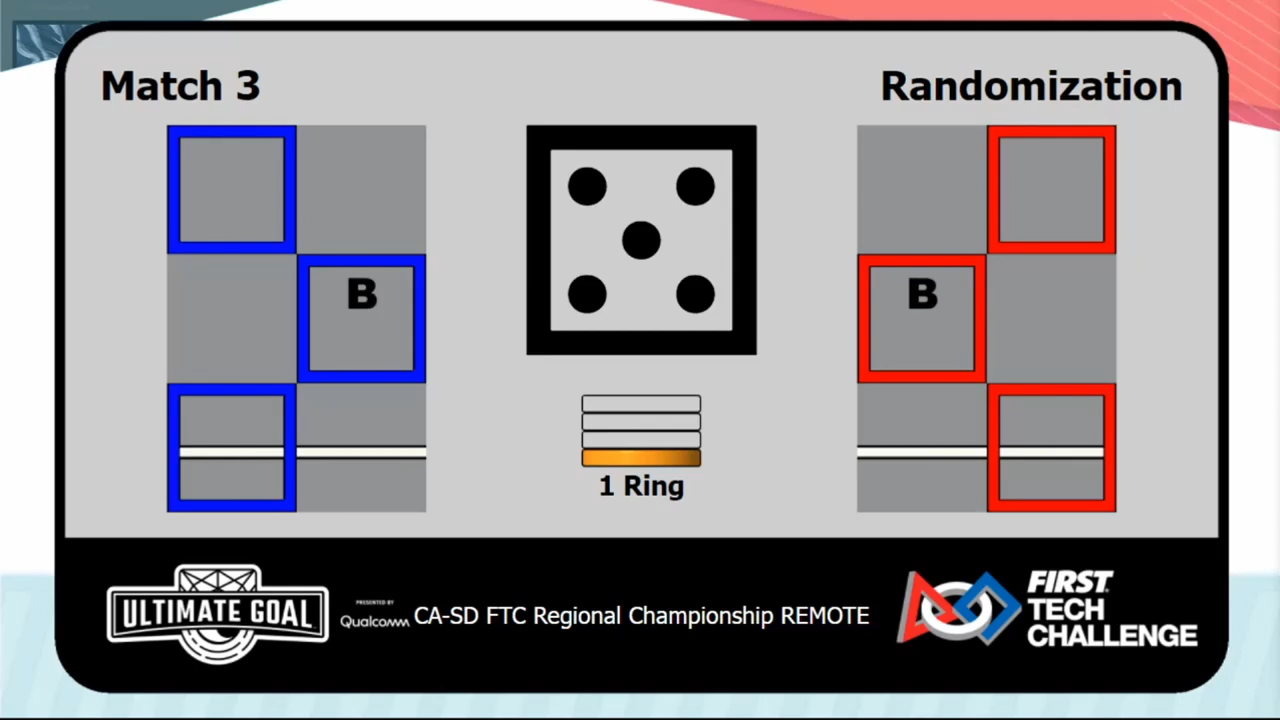 Match 3
Randomization
B
B
1 Ring
ULTIMATE GOAL
PRESENTED BY
Qualcomm
CA-SD FTC Regional Championship REMOTE
FIRST
TECH
CHALLENGE